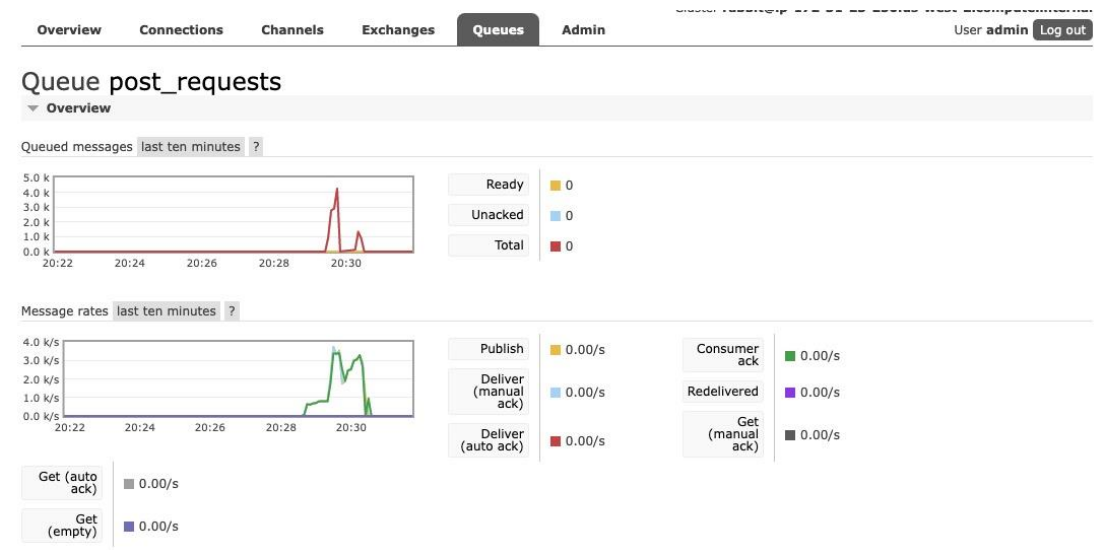 Overview Connections Channels Exchanges Queues Admin User admin Log out
Queue post_requests
Overview
Queued messages last ten minutes ?
5.0 k
4.0 k
3.0 k
2.0 k
1.0 k
0.0 k
20:22 20:24 20:26 20:28 20:30
Ready 0
Unacked 0
Total 0
Message rates last ten minutes ?
4.0 k/s
3.0 k/s
2.0 k/s
1.0 k/s
0.0 k/s
20:22 20:24 20:26 20:28 20:30
Publish 0.00/s
Deliver
(manual 0.00/s
ack)
Deliver
(auto ack) 0.00/s
Consumer
ack 0.00/s
Redelivered 0.00/s
Get
(manual 0.00/s
ack)
Get (auto
ack) 0.00/s
Get
(empty) 0.00/s